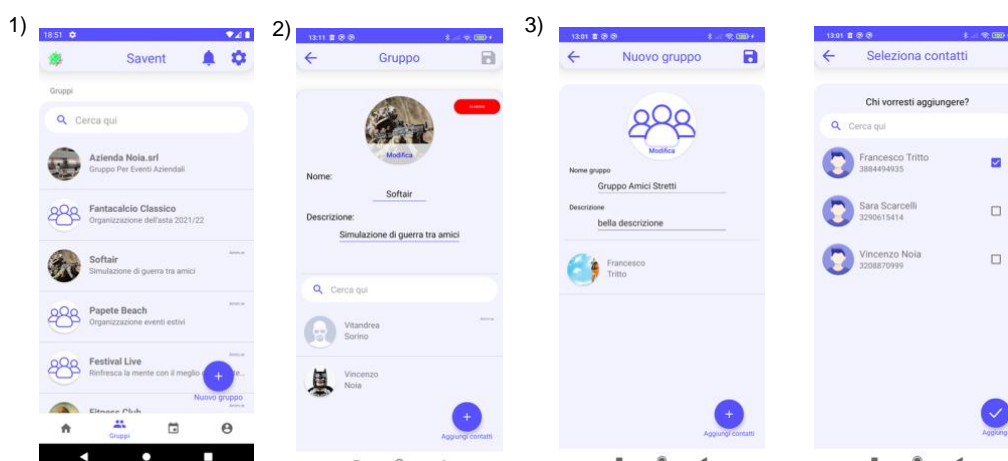 1)
18:51
Savent
Gruppi
Cerca qui
Azienda Noia.srl
Gruppo Per Eventi Aziendali
Fantacalcio Classico
Organizzazione dell'asta 2021/22
Softair
Simulazione di guerra tra amici
Papete Beach
Organizzazione eventi estivi
Festival Live
Rinfresca la mente con il meglio
Nuovo gruppo
Fitness Club
Gruppi
2)
13:11
Gruppo
Modifica
Nome:
Softair
Descrizione:
Simulazione di guerra tra amici
Cerca qui
Vitandrea
Sorino
Vincenzo
Noia
Aggiungi contatti
3)
13:01
Nuovo gruppo
Modifica
Nome gruppo
Gruppo Amici Stretti
Descrizione
bella descrizione
Francesco
Tritto
Aggiungi contatti
13:01
Seleziona contatti
Chi vorresti aggiungere?
Cerca qui
Francesco Tritto
3884494935
Sara Scarcelli
3290615414
Vincenzo Noia
3208870999
Aggiungi